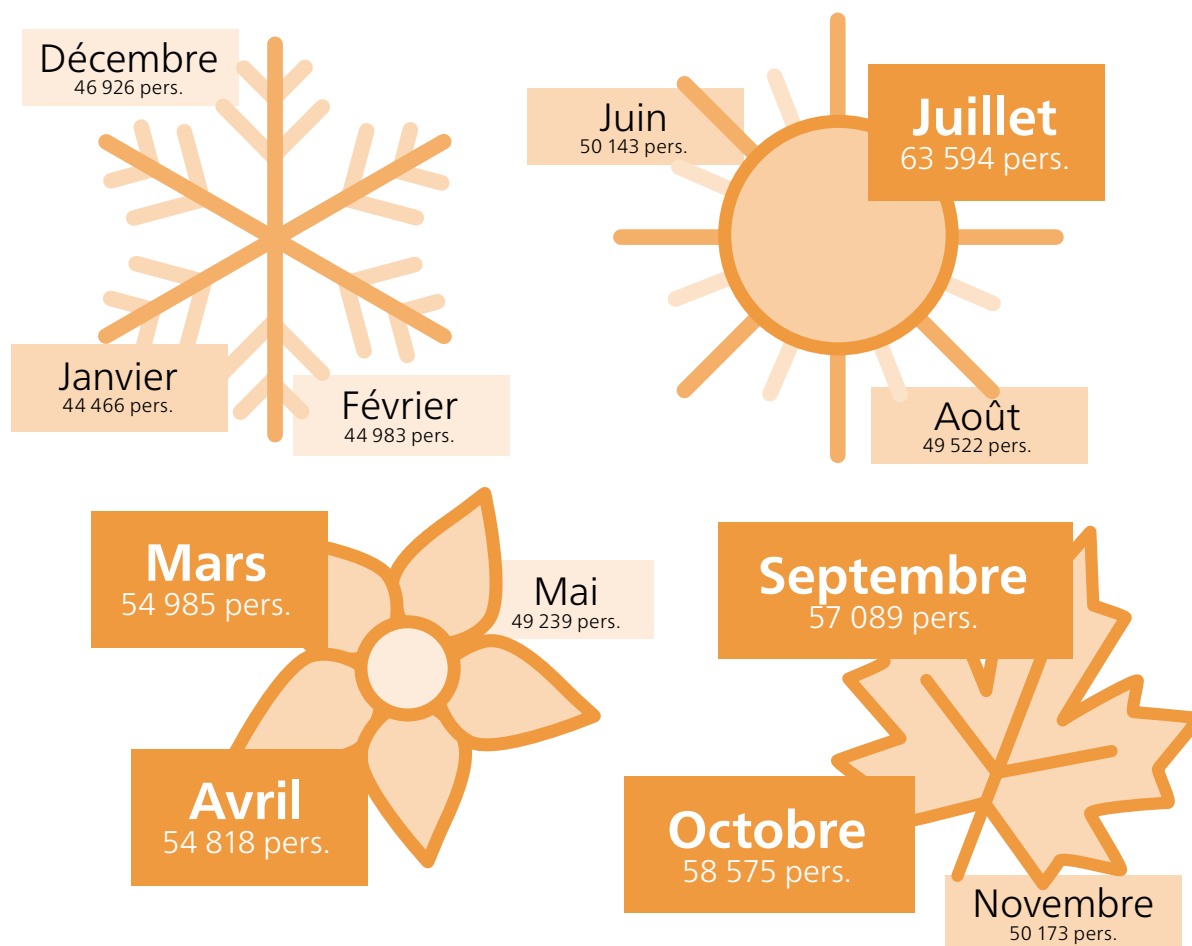 Décembre
46 926 pers.
Janvier
44 466 pers.
Février
44 983 pers.
Juin
50 143 pers.
Juillet
63 594 pers.
Août
49 522 pers.
Mars
54 985 pers.
Mai
49 239 pers.
Avril
54 818 pers.
Septembre
57 089 pers.
Octobre
58 575 pers.
Novembre
50 173 pers.